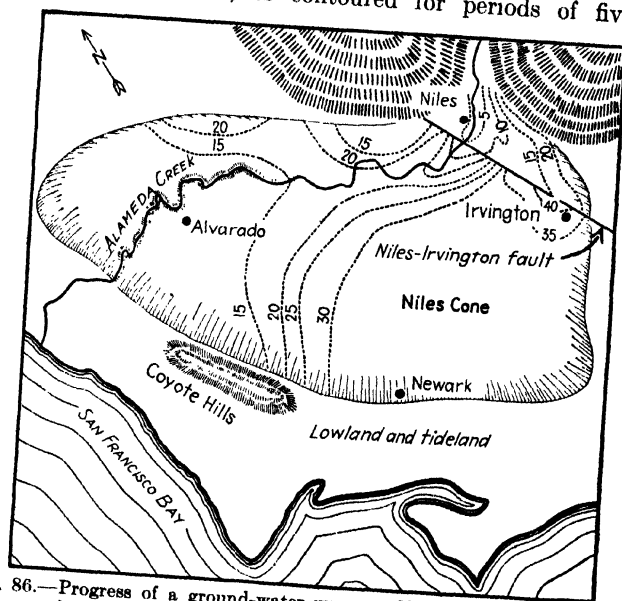 contoured for periods of fiv
N
Niles
5
10
15
20
20
15
15
20
ALAMEDA CREEK
Alvarado
Irvington
40
35
Niles-Irvington fault
15
20
25
30
Niles Cone
Coyote Hills
Newark
Lowland and tideland
SAN FRANCISCO BAY
86.—Progress of a ground-water